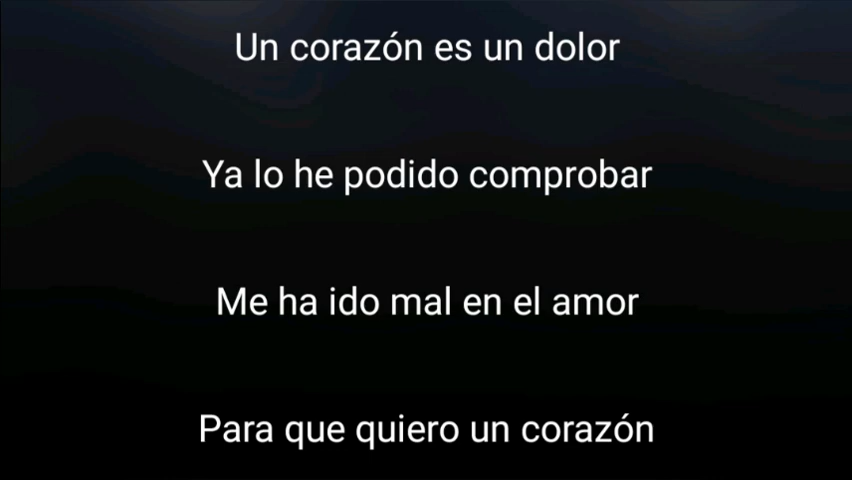 Un corazón es un dolor
Ya lo he podido comprobar
Me ha ido mal en el amor
Para que quiero un corazón